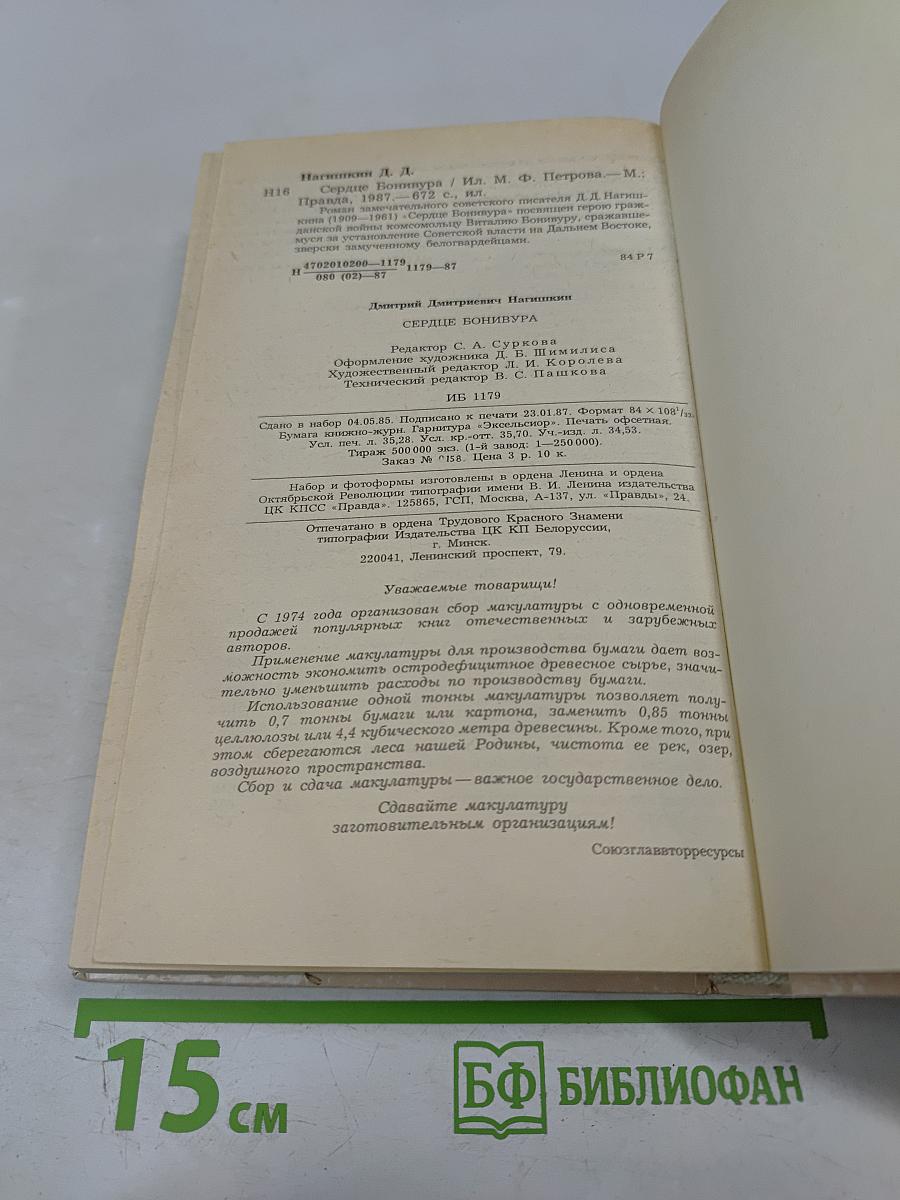 Нагишкин Д. Д.
Н16 Сердце Бонивура / Ил. М. Ф. Петрова.— М.:
Правда, 1987.— 672 с., ил.
Роман замечательного советского писателя Д. Д. Нагиш-
кина (1909—1961) «Сердце Бонивура» посвящен герою граж-
данской войны комсомольцу Виталию Бонивуру, сражавше-
муся за установление Советской власти на Дальнем Востоке,
зверски замученному белогвардейцами.
Н 4702010200—1179 1179—87
080 (02)—87
84 Р 7
Дмитрий Дмитриевич Нагишкин
СЕРДЦЕ БОНИВУРА
Редактор С. А. Суркова
Оформление художника Д. Б. Шимилиса
Художественный редактор Л. И. Королева
Технический редактор В. С. Пашкова
ИБ 1179
Сдано в набор 04.05.85. Подписано к печати 23.01.87. Формат 84 × 108 1/32.
Бумага книжно-журн. Гарнитура «Эксельсиор». Печать офсетная.
Усл. печ. л. 35,28. Усл. кр.-отт. 35,70. Уч.-изд. л. 34,53.
Тираж 500 000 экз. (1-й завод: 1—250 000).
Заказ № 0158. Цена 3 р. 10 к.
Набор и фотоформы изготовлены в ордена Ленина и ордена
Октябрьской Революции типографии имени В. И. Ленина издательства
ЦК КПСС «Правда». 125865, ГСП, Москва, А-137, ул. «Правды», 24.
Отпечатано в ордена Трудового Красного Знамени
типографии Издательства ЦК КП Белоруссии,
г. Минск.
220041, Ленинский проспект, 79.
Уважаемые товарищи!
С 1974 года организован сбор макулатуры с одновременной
продажей популярных книг отечественных и зарубежных
авторов.
Применение макулатуры для производства бумаги дает воз-
можность экономить остродефицитное древесное сырье, значи-
тельно уменьшить расходы по производству бумаги.
Использование одной тонны макулатуры позволяет полу-
чить 0,7 тонны бумаги или картона, заменить 0,85 тонны
целлюлозы или 4,4 кубического метра древесины. Кроме того, при
этом сберегаются леса нашей Родины, чистота ее рек, озер,
воздушного пространства.
Сбор и сдача макулатуры — важное государственное дело.
Сдавайте макулатуру
заготовительным организациям!
Союзглаввторресурсы
15 см
БФ БИБЛИОФАН